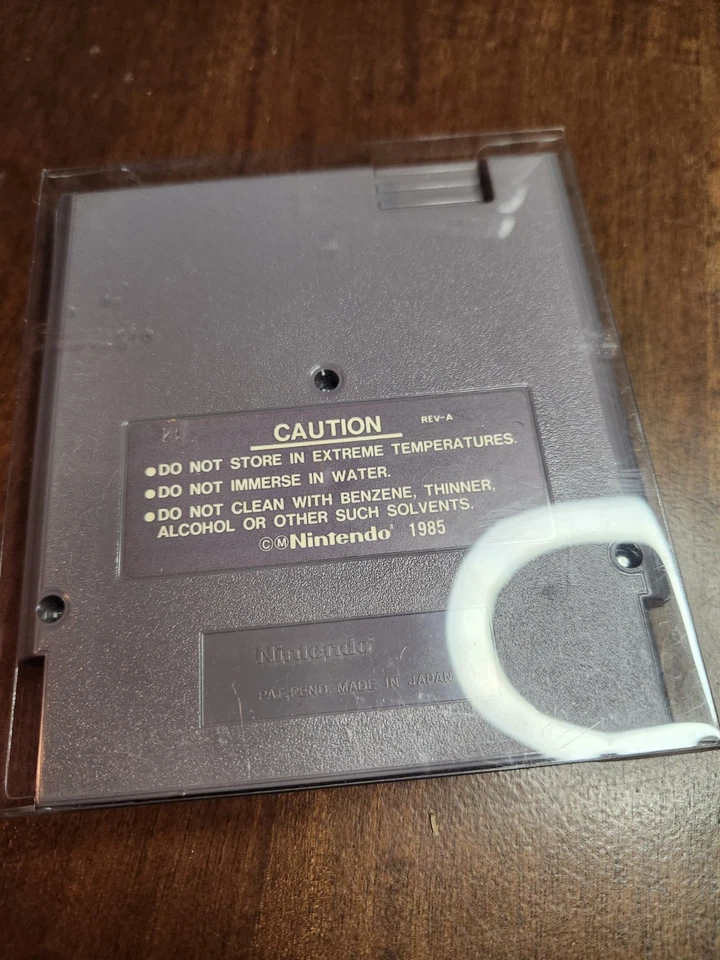 CAUTION REV-A
●DO NOT STORE IN EXTREME TEMPERATURES.
●DO NOT IMMERSE IN WATER.
●DO NOT CLEAN WITH BENZENE, THINNER,
ALCOHOL OR OTHER SUCH SOLVENTS.
©Ⓜ Nintendo® 1985
Nintendo®
PAT. PEND. MADE IN JAPAN